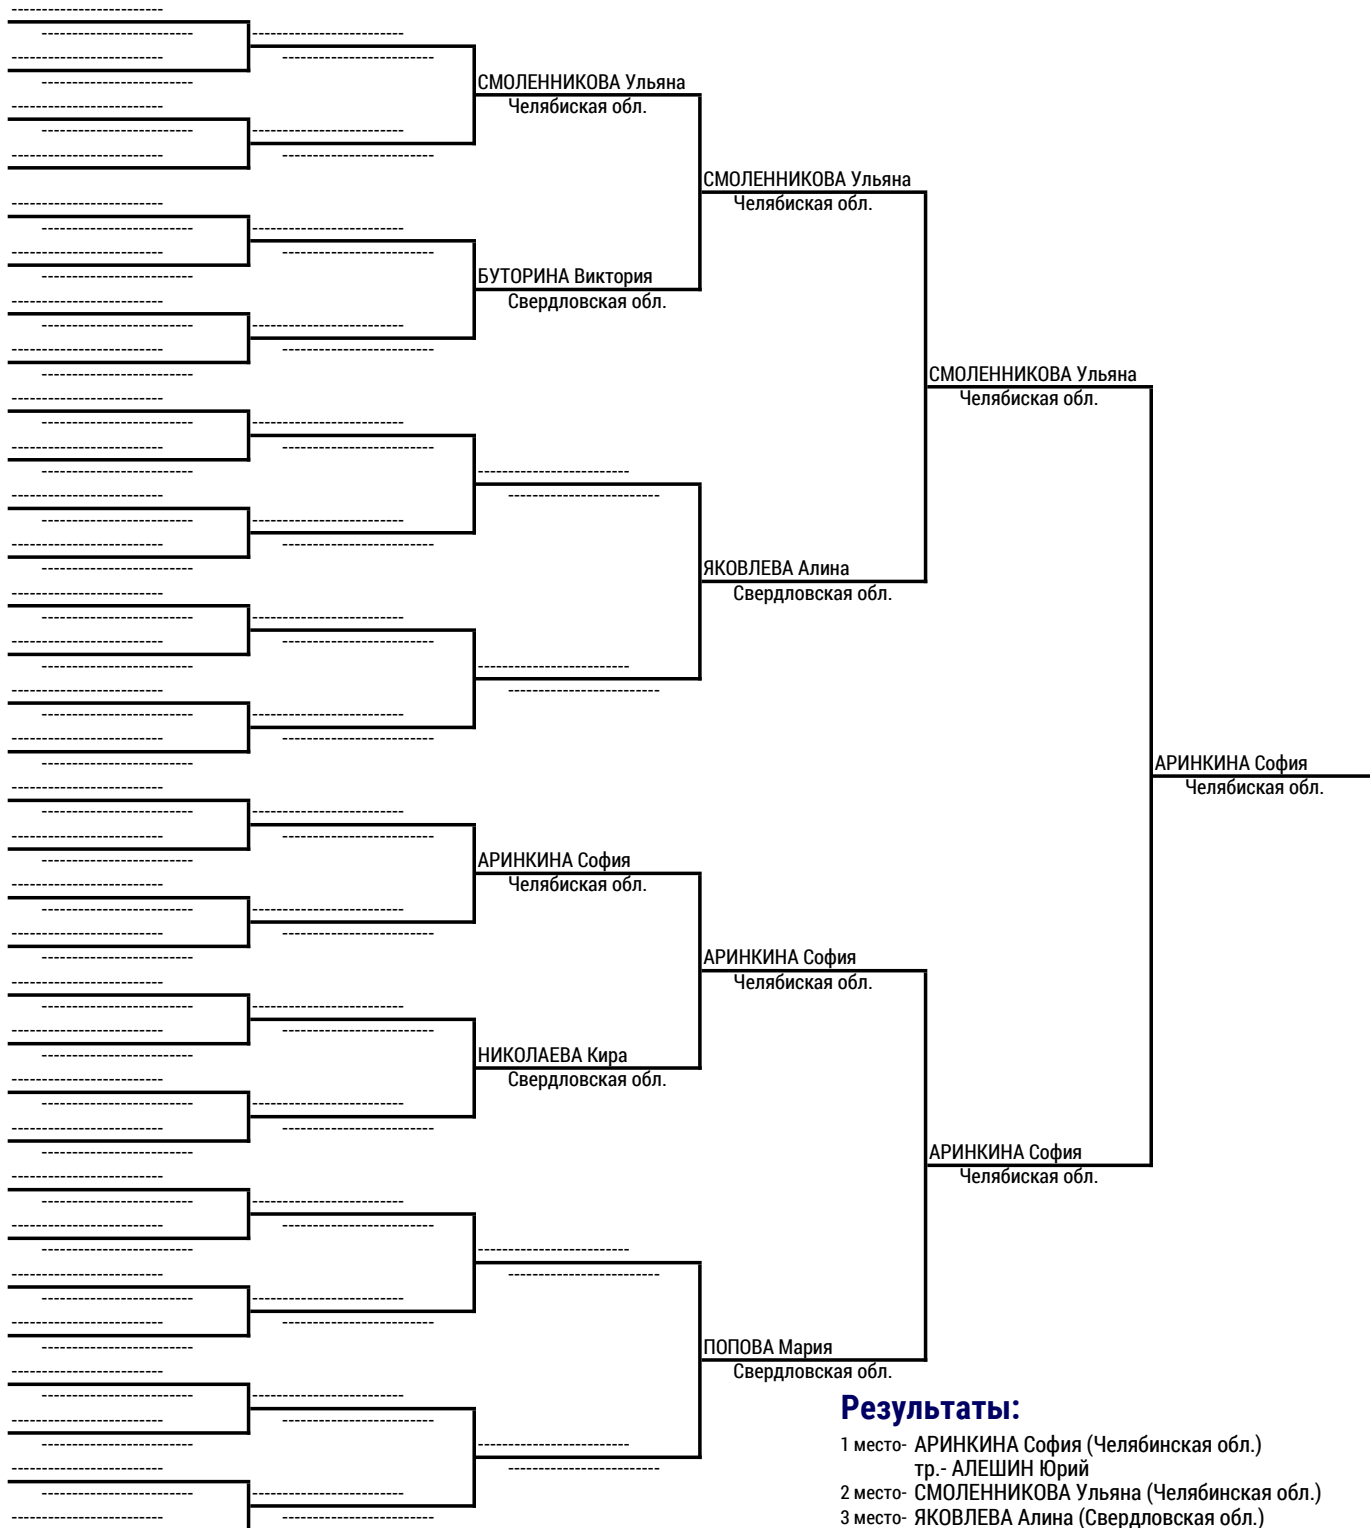 СМОЛЕННИКОВА Ульяна
Челябиская обл.
СМОЛЕННИКОВА Ульяна
Челябиская обл.
БУТОРИНА Виктория
Свердловская обл.
СМОЛЕННИКОВА Ульяна
Челябиская обл.
ЯКОВЛЕВА Алина
Свердловская обл.
АРИНКИНА София
Челябиская обл.
АРИНКИНА София
Челябиская обл.
АРИНКИНА София
Челябиская обл.
НИКОЛАЕВА Кира
Свердловская обл.
АРИНКИНА София
Челябиская обл.
ПОПОВА Мария
Свердловская обл.
Результаты:
1 место- АРИНКИНА София (Челябинская обл.)
тр.- АЛЕШИН Юрий
2 место- СМОЛЕННИКОВА Ульяна (Челябинская обл.)
3 место- ЯКОВЛЕВА Алина (Свердловская обл.)